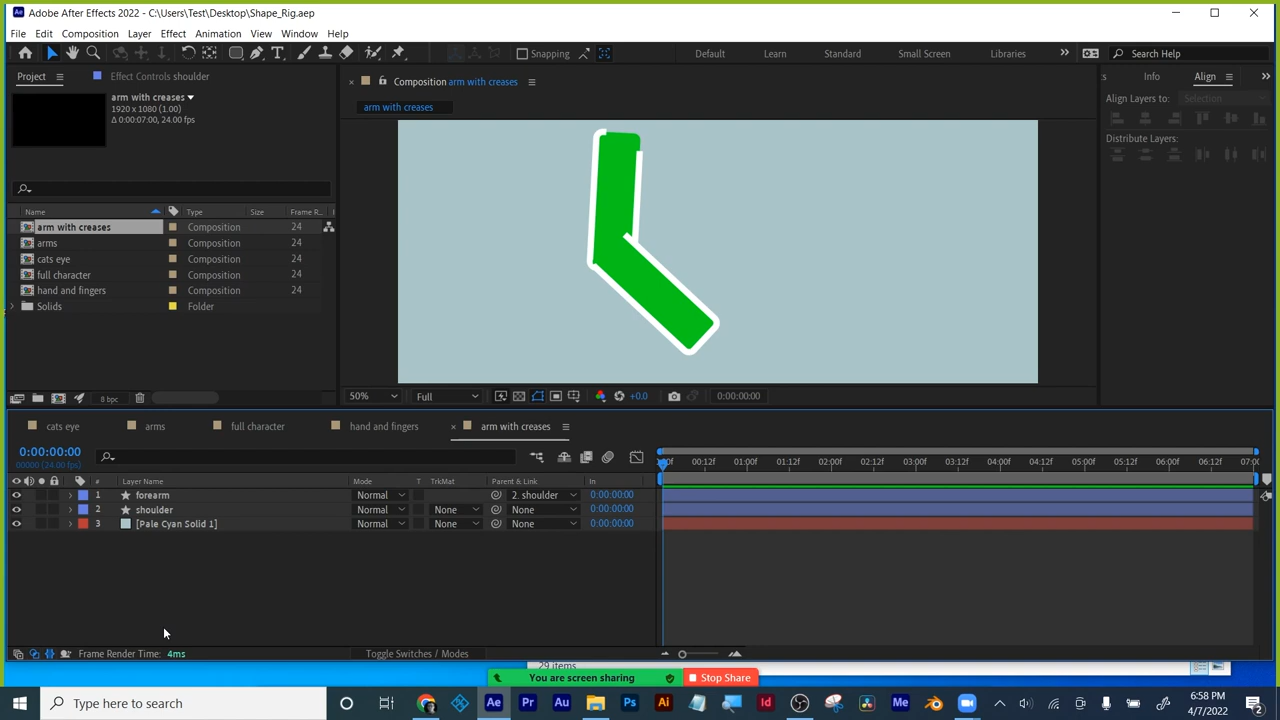 Adobe After Effects 2022 - C:\Users\Test\Desktop\Shape_Rig.aep
File Edit Composition Layer Effect Animation View Window Help
Snapping Default Learn Standard Small Screen Libraries Search Help
Project Effect Controls shoulder Composition arm with creases Info Align
arm with creases
1920 x 1080 (1.00)
Δ 0:00:07:00, 24.00 fps
arm with creases
Align Layers to: Selection
Distribute Layers:
Name Type Size Frame R...
arm with creases Composition 24
arms Composition 24
cats eye Composition 24
full character Composition 24
hand and fingers Composition 24
Solids Folder
8 bpc 50% Full +0.0 0:00:00:00
cats eye arms full character hand and fingers arm with creases
0:00:00:00
00000 (24.00 fps)
00:12f 01:00f 01:12f 02:00f 02:12f 03:00f 03:12f 04:00f 04:12f 05:00f 05:12f 06:00f 06:12f 07:00
# Layer Name Mode T TrkMat Parent & Link In
1 forearm Normal 2. shoulder 0:00:00:00
2 shoulder Normal None None 0:00:00:00
3 [Pale Cyan Solid 1] Normal None None 0:00:00:00
Frame Render Time: 4ms Toggle Switches / Modes
29 items
You are screen sharing Stop Share
Type here to search
6:58 PM
4/7/2022